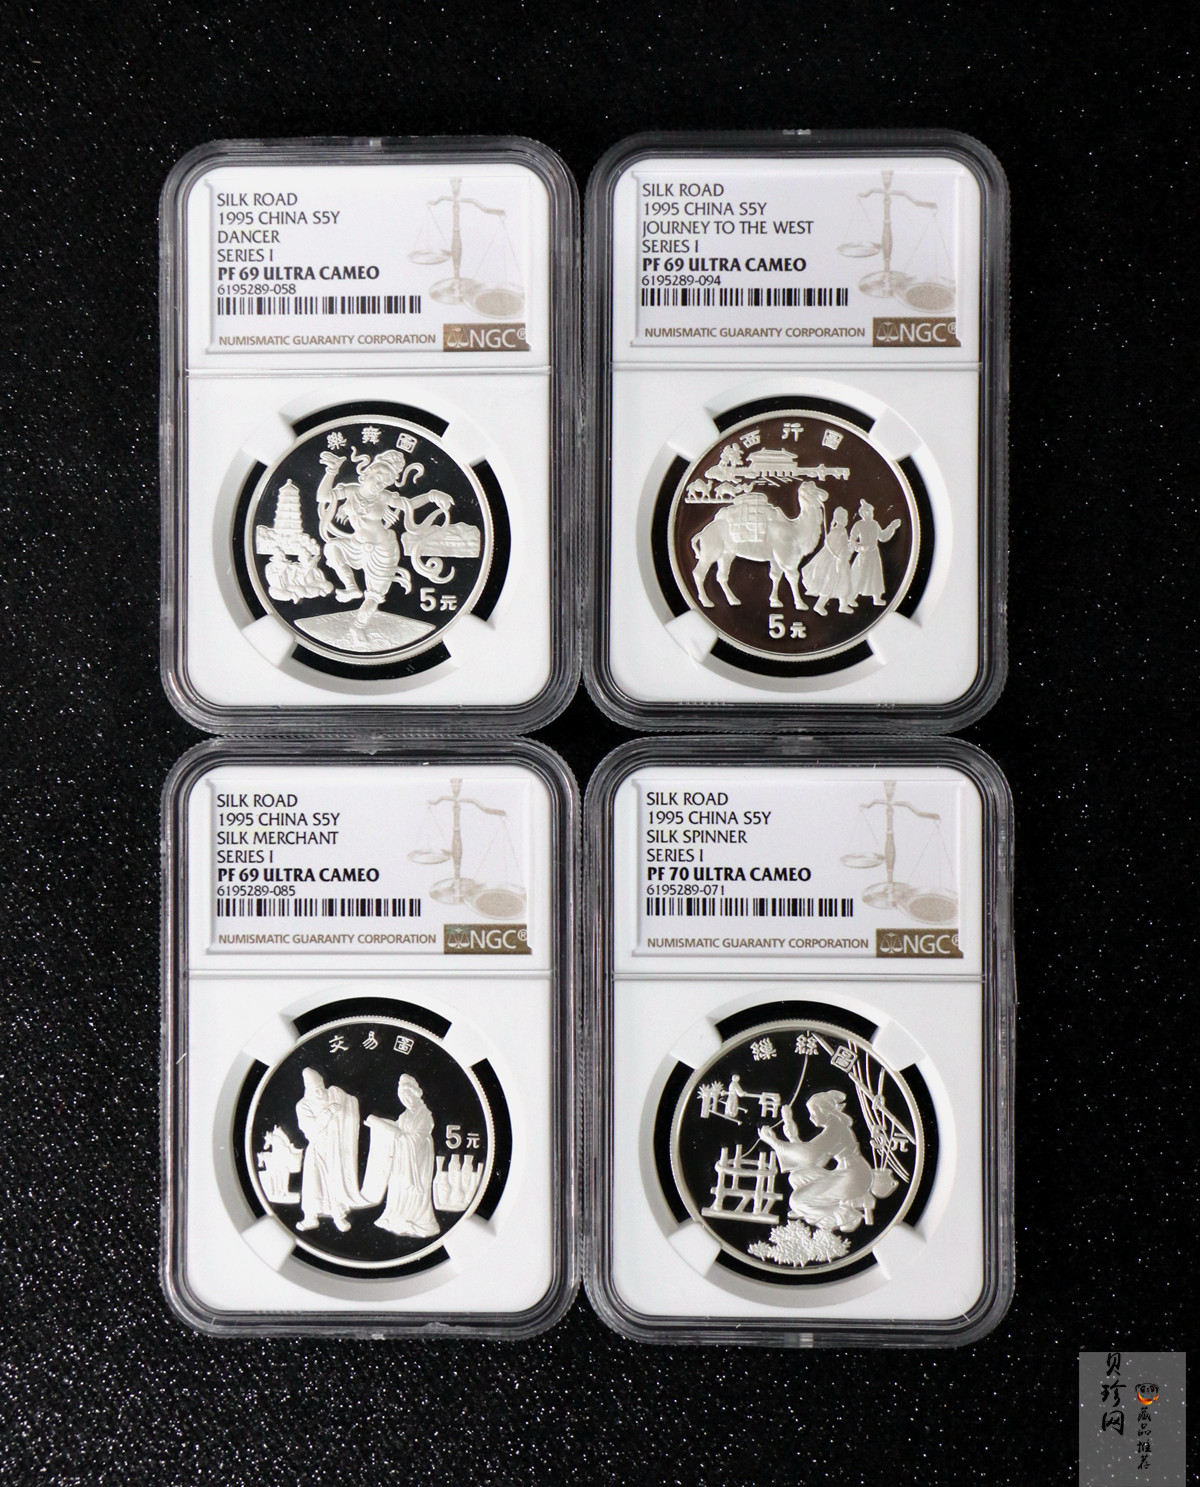 SILK ROAD
1995 CHINA S5Y
DANCER
SERIES I
PF 69 ULTRA CAMEO
6195289-058
NUMISMATIC GUARANTY CORPORATION
NGC®
樂舞圖
5元
SILK ROAD
1995 CHINA S5Y
JOURNEY TO THE WEST
SERIES I
PF 69 ULTRA CAMEO
6195289-094
NUMISMATIC GUARANTY CORPORATION
NGC®
西行圖
5元
SILK ROAD
1995 CHINA S5Y
SILK MERCHANT
SERIES I
PF 69 ULTRA CAMEO
6195289-085
NUMISMATIC GUARANTY CORPORATION
NGC®
交易圖
5元
SILK ROAD
1995 CHINA S5Y
SILK SPINNER
SERIES I
PF 70 ULTRA CAMEO
6195289-071
NUMISMATIC GUARANTY CORPORATION
NGC®
繅絲圖
5元
贝珍网
藏品推荐